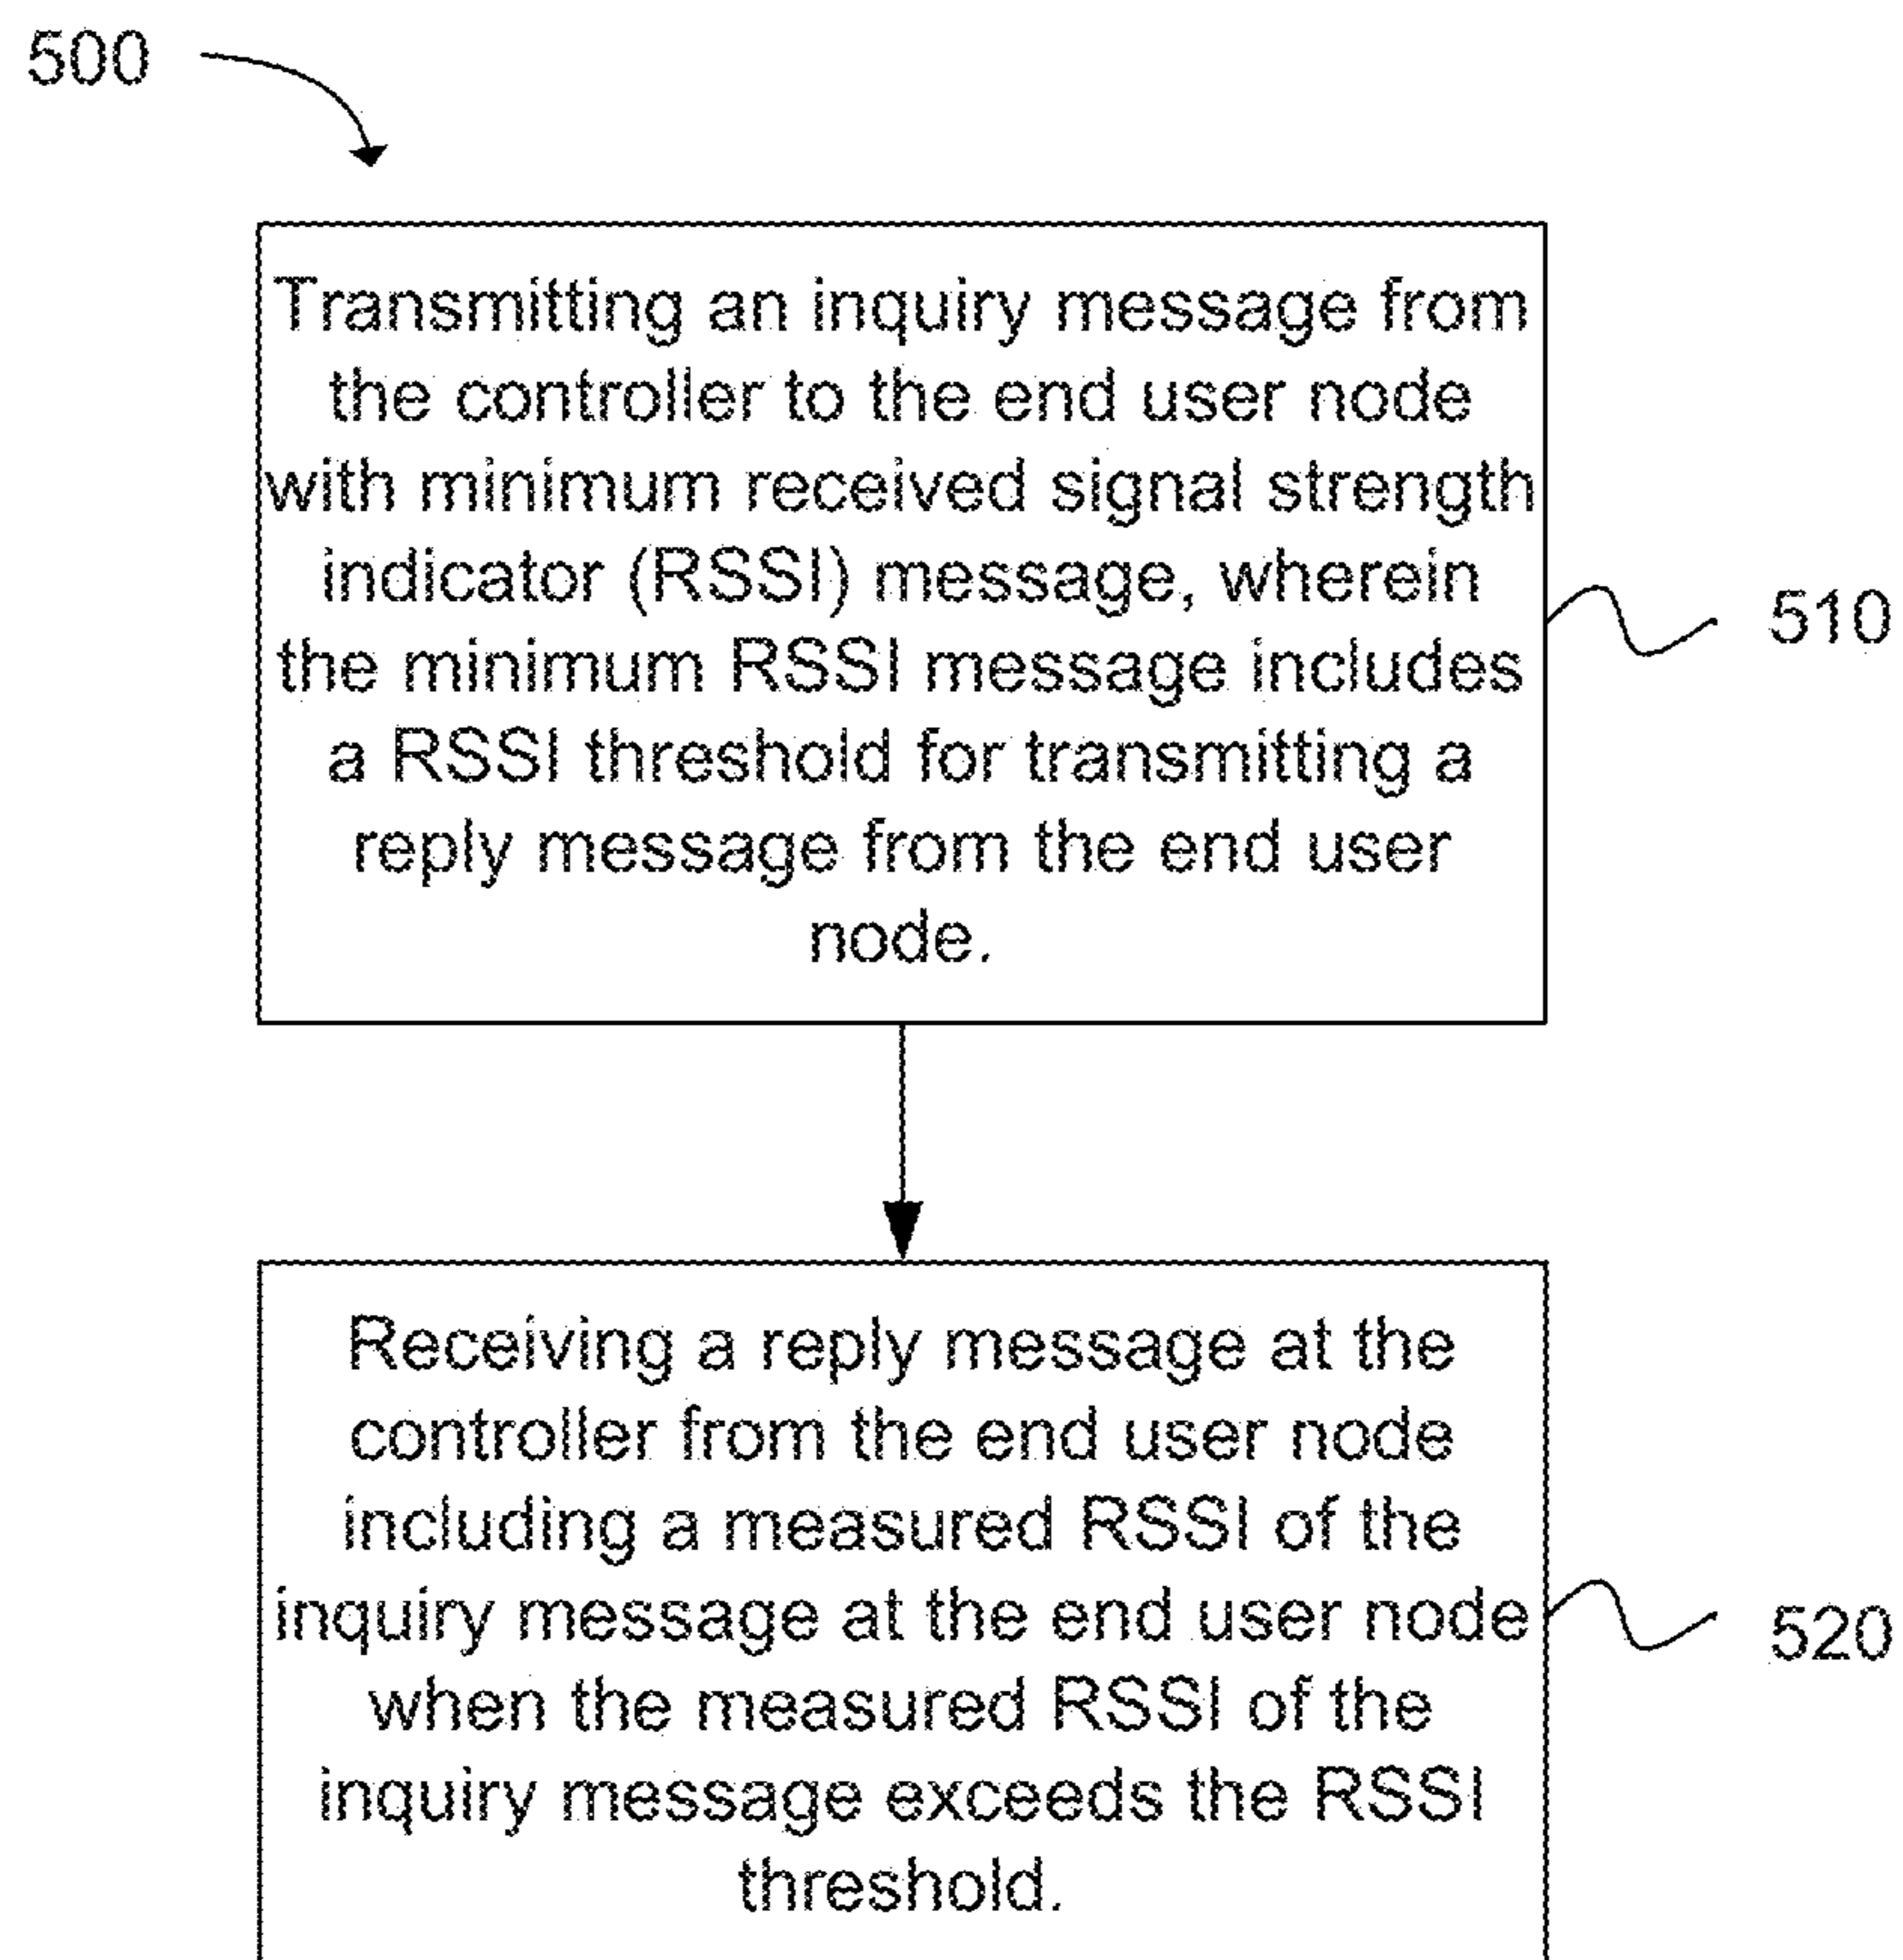 500
Transmitting an inquiry message from
the controller to the end user node
with minimum received signal strength
indicator (RSSI) message, wherein
the minimum RSSI message includes
a RSSI threshold for transmitting a
reply message from the end user
node.
510
Receiving a reply message at the
controller from the end user node
including a measured RSSI of the
inquiry message at the end user node
when the measured RSSI of the
inquiry message exceeds the RSSI
threshold.
520